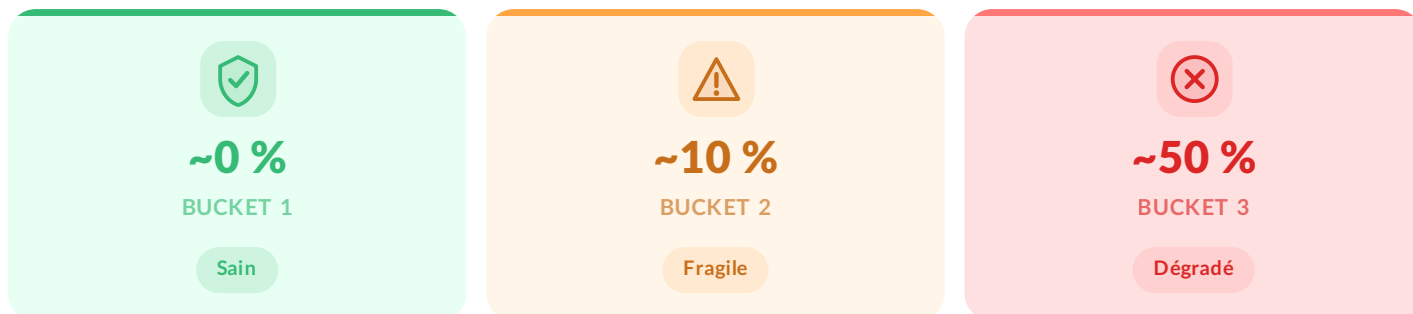 ~0 %
BUCKET 1
Sain
~10 %
BUCKET 2
Fragile
~50 %
BUCKET 3
Dégradé